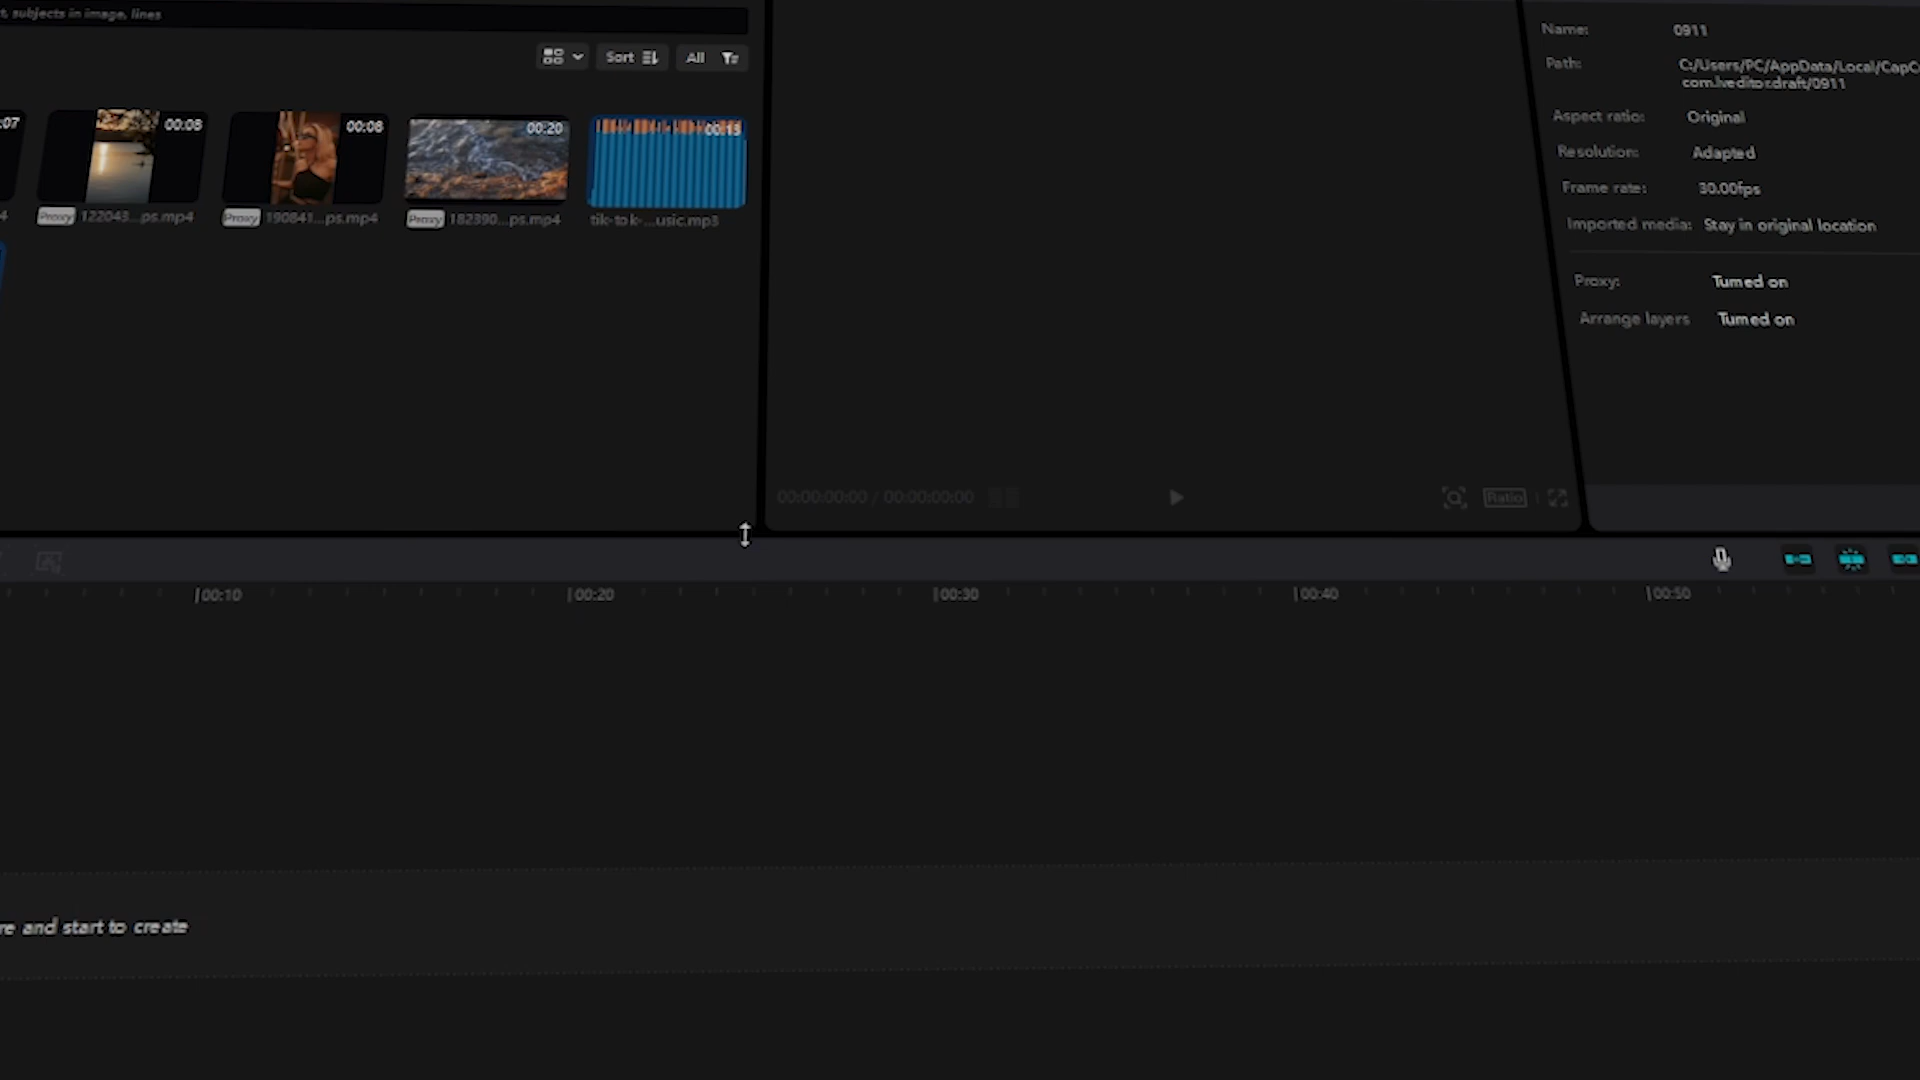 t, subjects in image, lines
Sort
All
:07
00:08
00:20
00:13
4
Proxy 122043...ps.mp4
Proxy 190841...ps.mp4
Proxy 182390...ps.mp4
tik-tok-...usic.mp3
Name: 0911
Path: C:/Users/PC/AppData/Local/CapC
com.lveditor.draft/0911
Aspect ratio: Original
Resolution: Adapted
Frame rate: 30.00fps
Imported media: Stay in original location
Proxy: Turned on
Arrange layers Turned on
00:00:00:00 / 00:00:00:00
Ratio
00:10
00:20
00:30
00:40
00:50
re and start to create